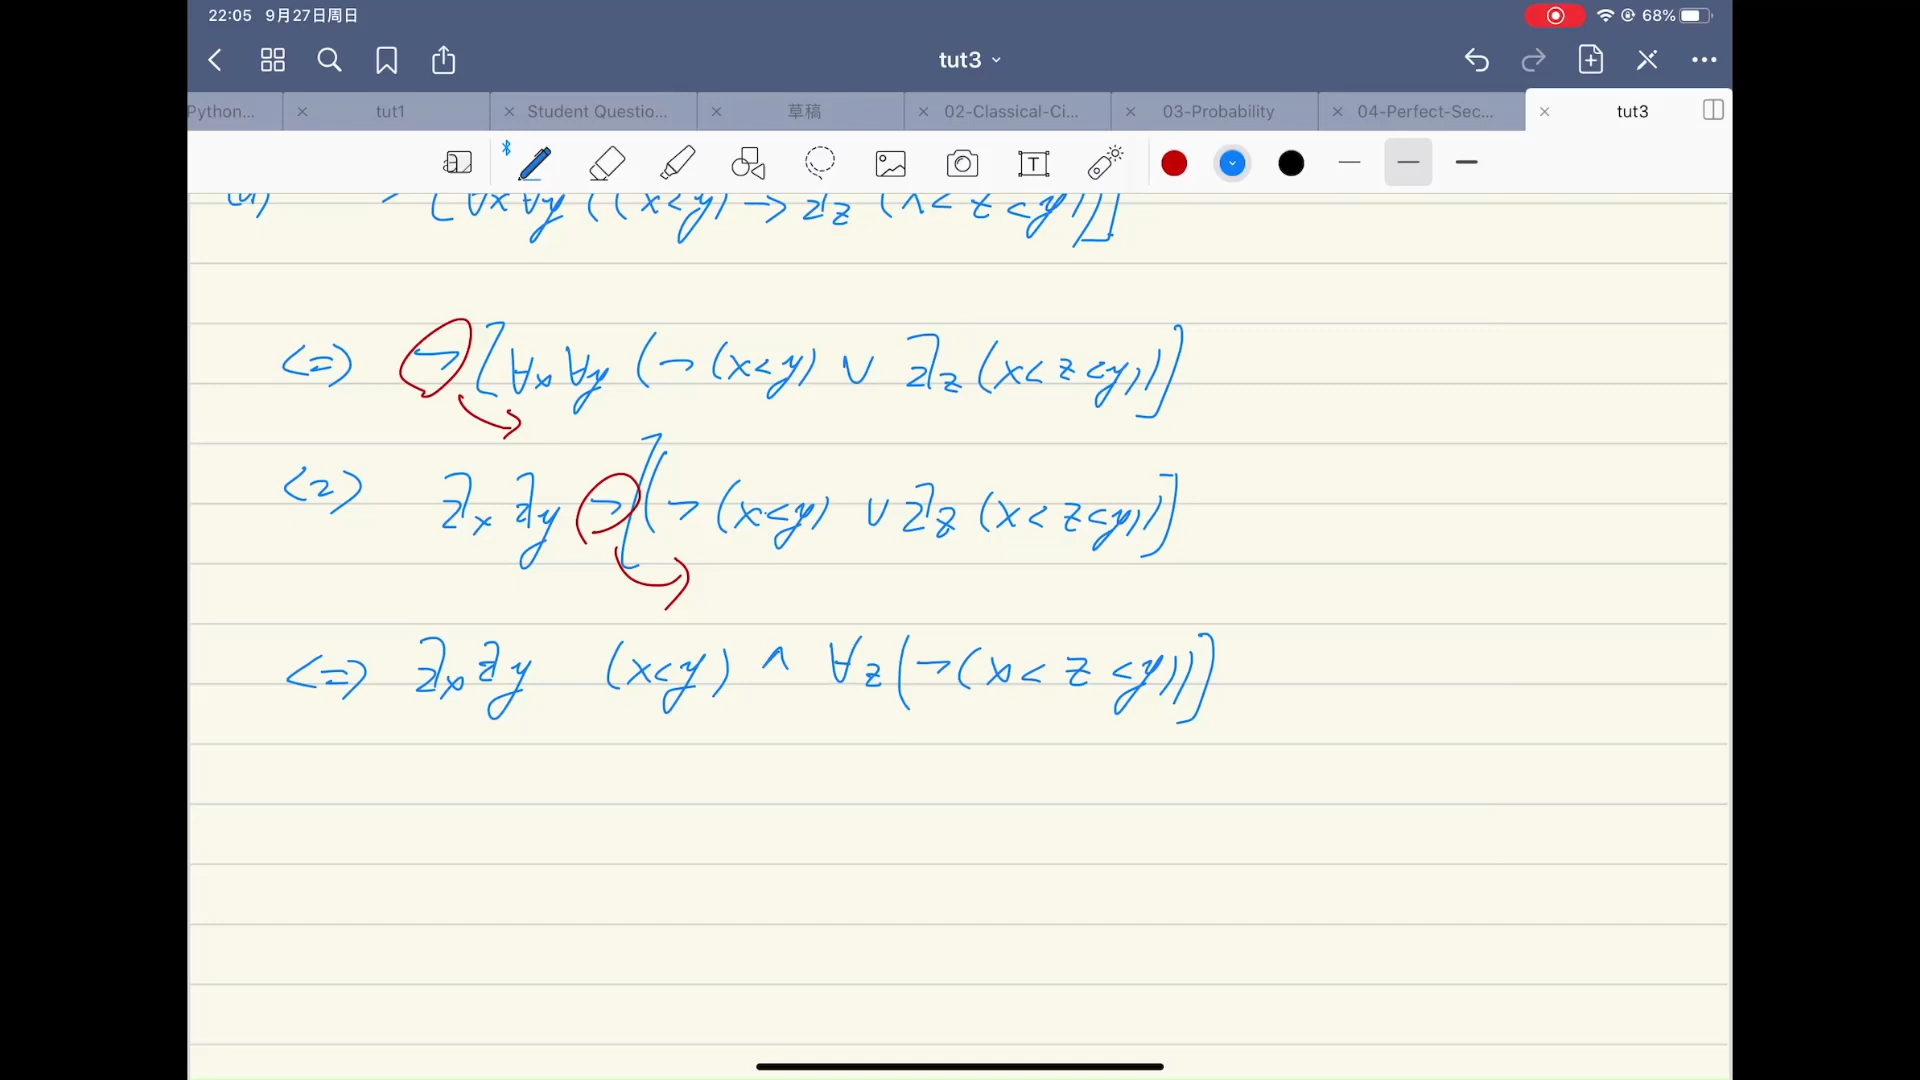 22:05 9月27日周日 68%
tut3
Python... tut1 Student Questio... 草稿 02-Classical-Ci... 03-Probability 04-Perfect-Sec... tut3
¬ [∀x∀y ((x<y) → ∃z (x< z <y))]
<=> ¬ [∀x ∀y (¬ (x<y) ∨ ∃z (x< z <y))]
<=> ∃x ∃y ¬ [(¬ (x<y) ∨ ∃z (x< z<y))]
<=> ∃x ∃y (x<y) ∧ ∀z (¬(x< z <y))]